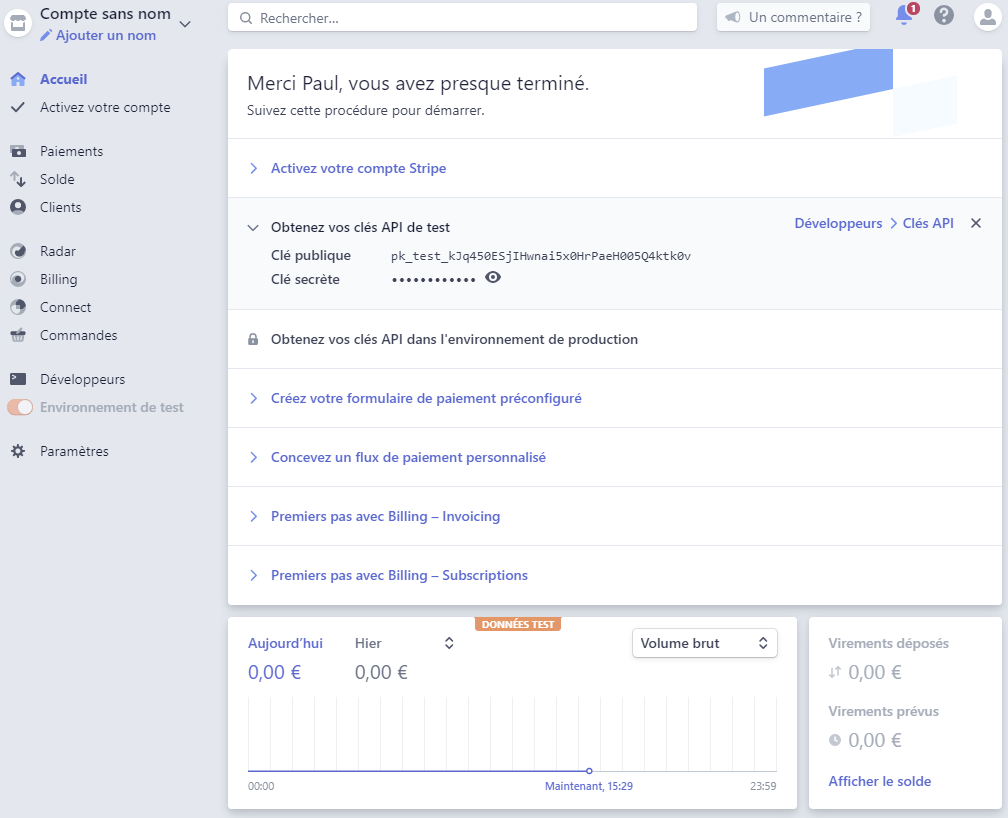 Compte sans nom
Ajouter un nom
Rechercher...
Un commentaire ?
1
Accueil
Activez votre compte
Paiements
Solde
Clients
Radar
Billing
Connect
Commandes
Développeurs
Environnement de test
Paramètres
Merci Paul, vous avez presque terminé.
Suivez cette procédure pour démarrer.
Activez votre compte Stripe
Obtenez vos clés API de test
Développeurs > Clés API
Clé publique pk_test_kJq450ESjIHwnai5x0HrPaeH005Q4ktk0v
Clé secrète ••••••••••••
Obtenez vos clés API dans l'environnement de production
Créez votre formulaire de paiement préconfiguré
Concevez un flux de paiement personnalisé
Premiers pas avec Billing – Invoicing
Premiers pas avec Billing – Subscriptions
DONNÉES TEST
Aujourd'hui Hier Volume brut
0,00 € 0,00 €
00:00 Maintenant, 15:29 23:59
Virements déposés
0,00 €
Virements prévus
0,00 €
Afficher le solde